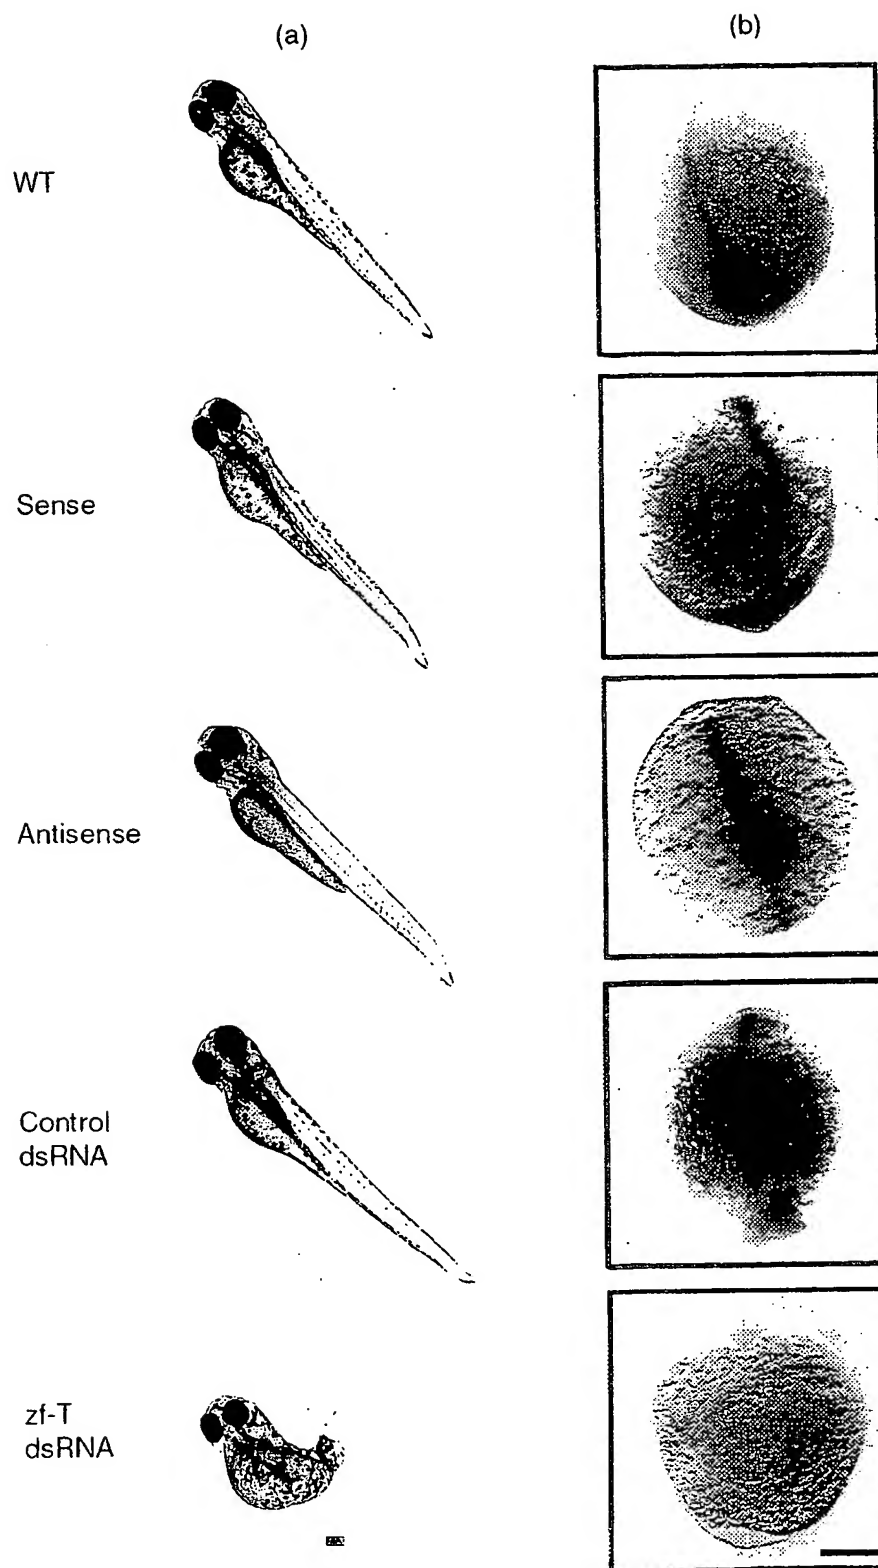 (a)
(b)
WT
Sense
Antisense
Control
dsRNA
zf-T
dsRNA